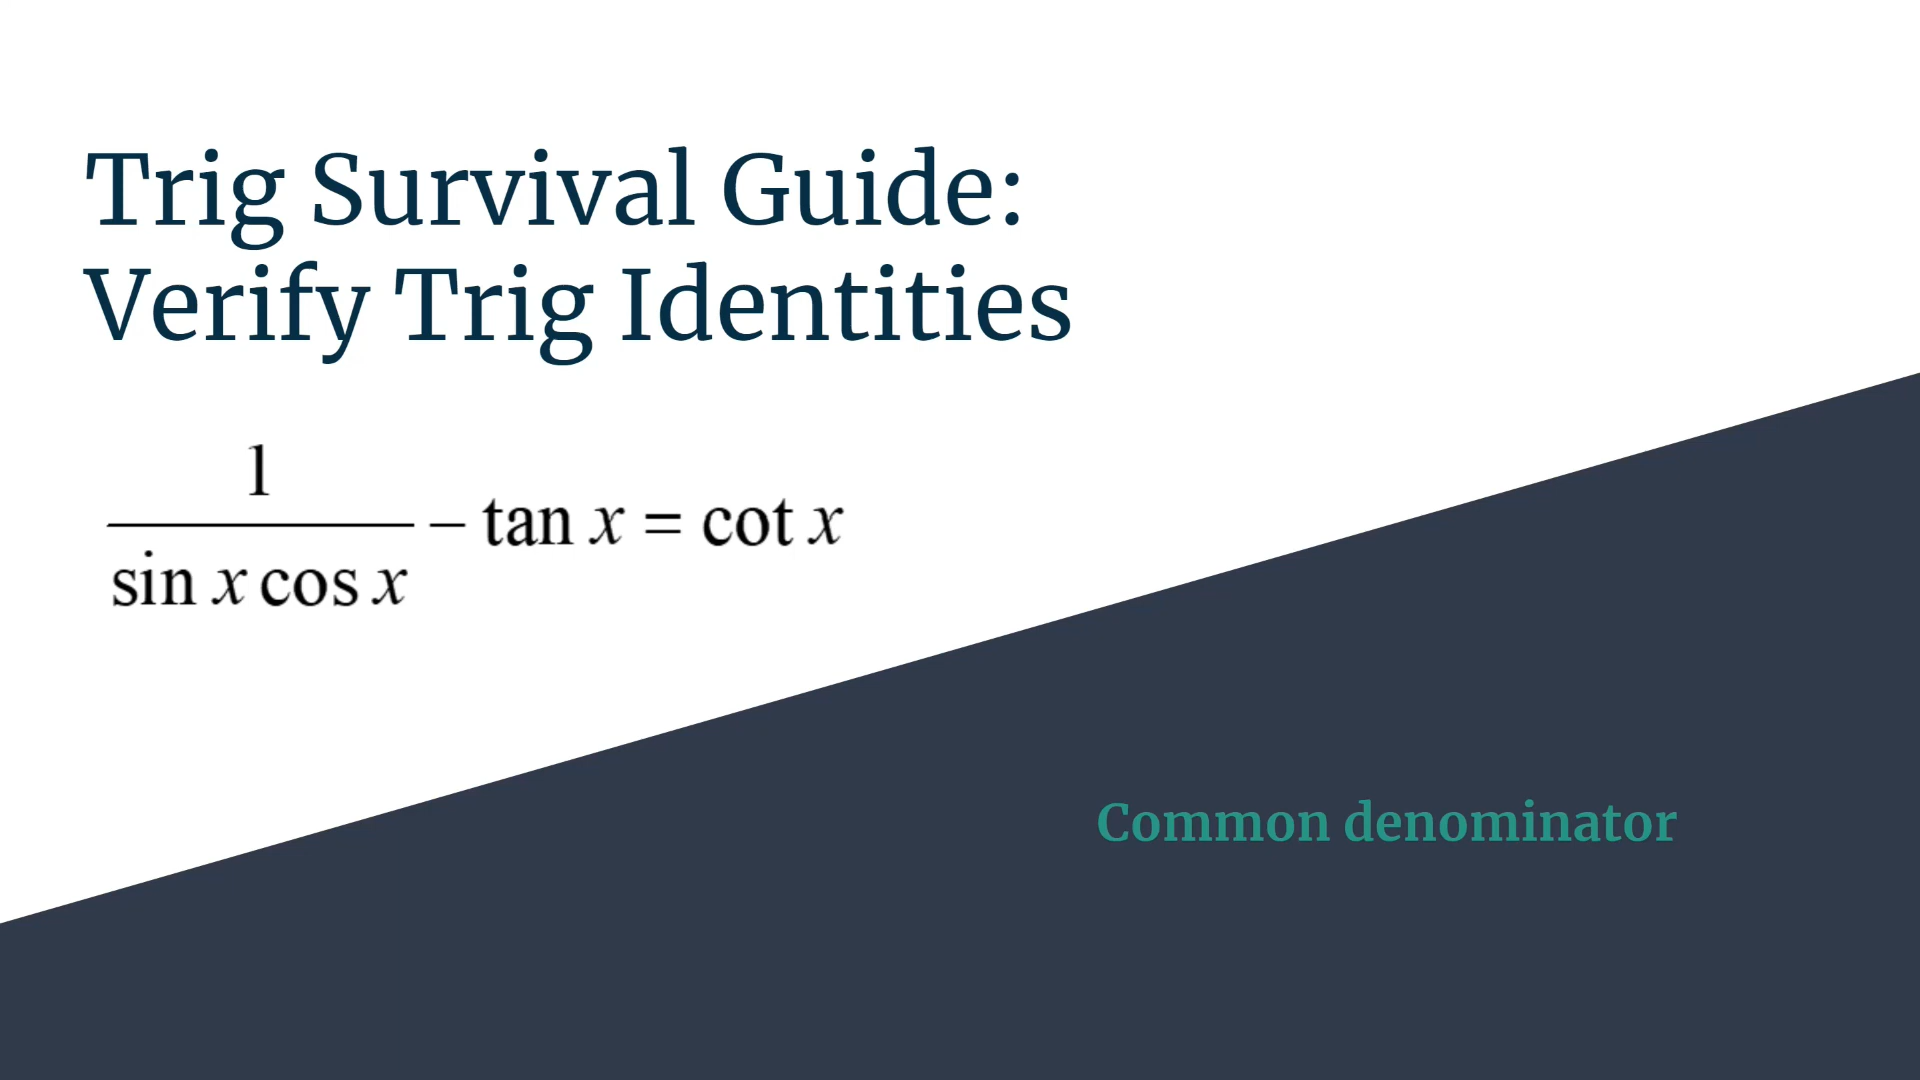 Trig Survival Guide:
Verify Trig Identities
1
sin x cos x − tan x = cot x
Common denominator